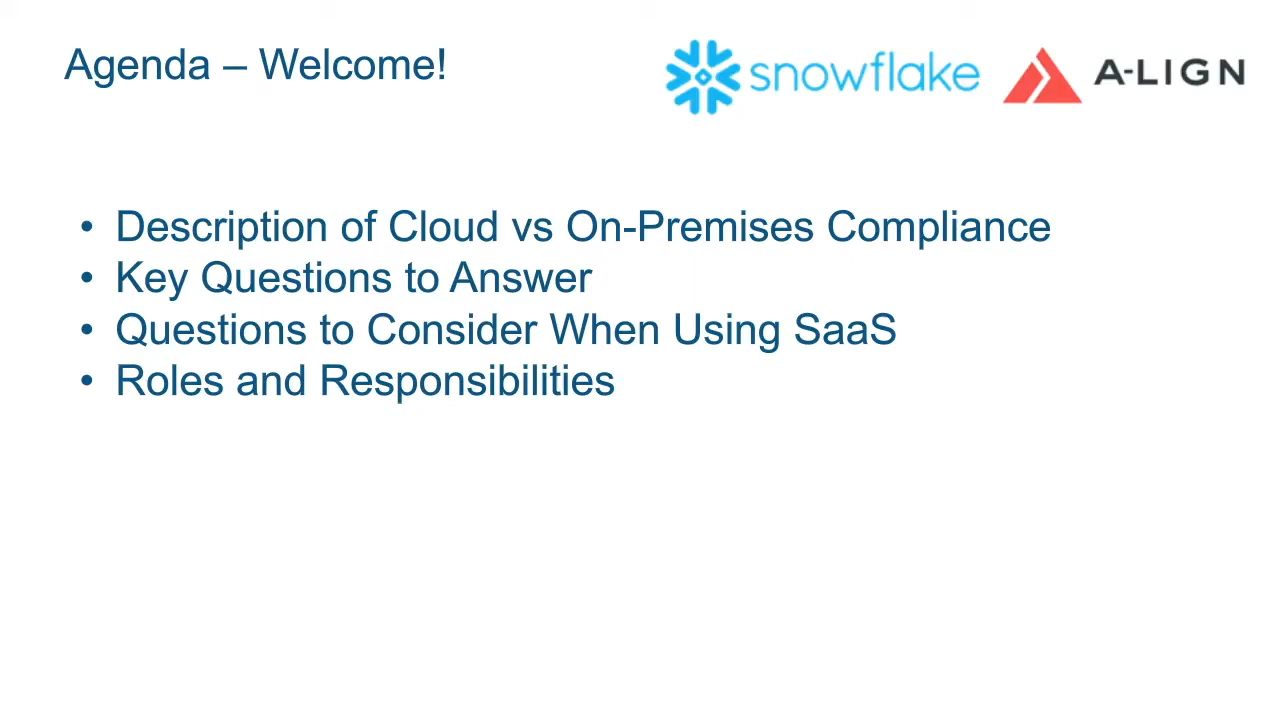 Agenda – Welcome!
snowflake
A-LIGN
• Description of Cloud vs On-Premises Compliance
• Key Questions to Answer
• Questions to Consider When Using SaaS
• Roles and Responsibilities